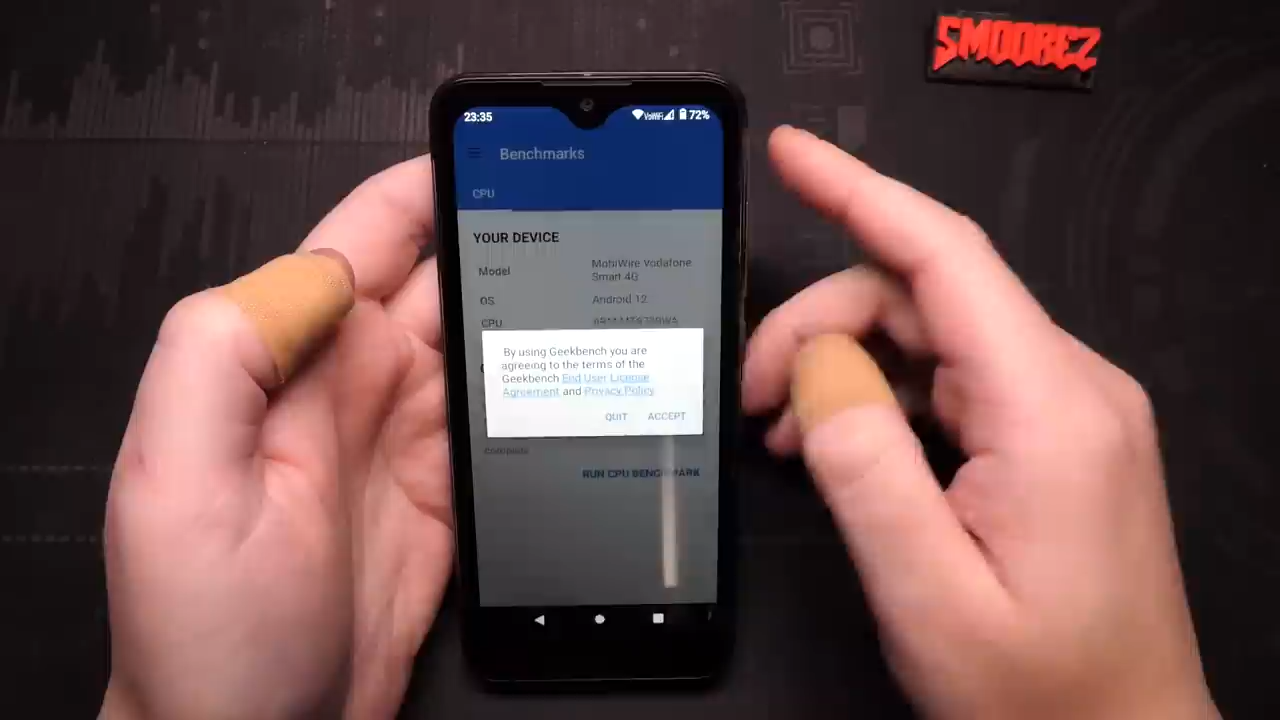 SMOOREZ
23:35
VoWiFi 72%
Benchmarks
CPU
YOUR DEVICE
Model MobiWire Vodafone
Smart 4G
OS Android 12
CPU
By using Geekbench you are
agreeing to the terms of the
Geekbench End User License
Agreement and Privacy Policy
QUIT ACCEPT
complete
RUN CPU BENCHMARK